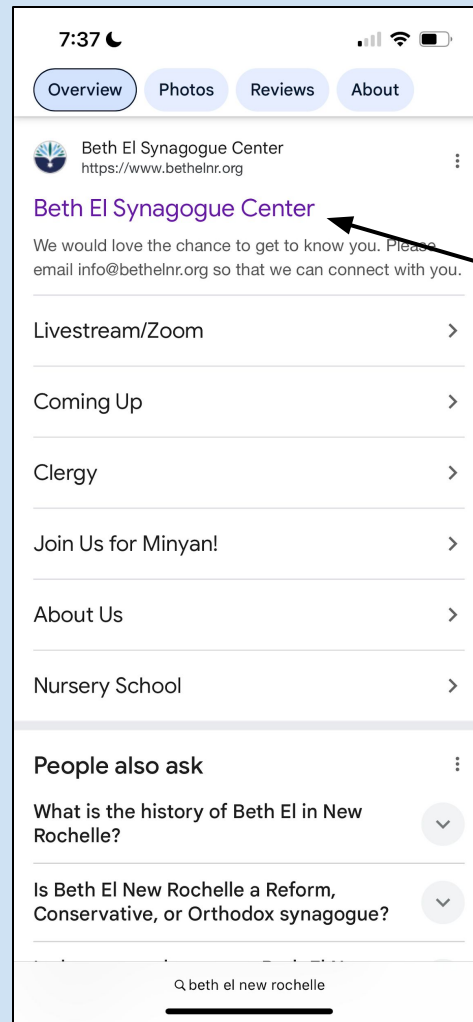 7:37
Overview Photos Reviews About
Beth El Synagogue Center
https://www.bethelnr.org
Beth El Synagogue Center
We would love the chance to get to know you. Please
email info@bethelnr.org so that we can connect with you.
Livestream/Zoom
Coming Up
Clergy
Join Us for Minyan!
About Us
Nursery School
People also ask
What is the history of Beth El in New
Rochelle?
Is Beth El New Rochelle a Reform,
Conservative, or Orthodox synagogue?
beth el new rochelle